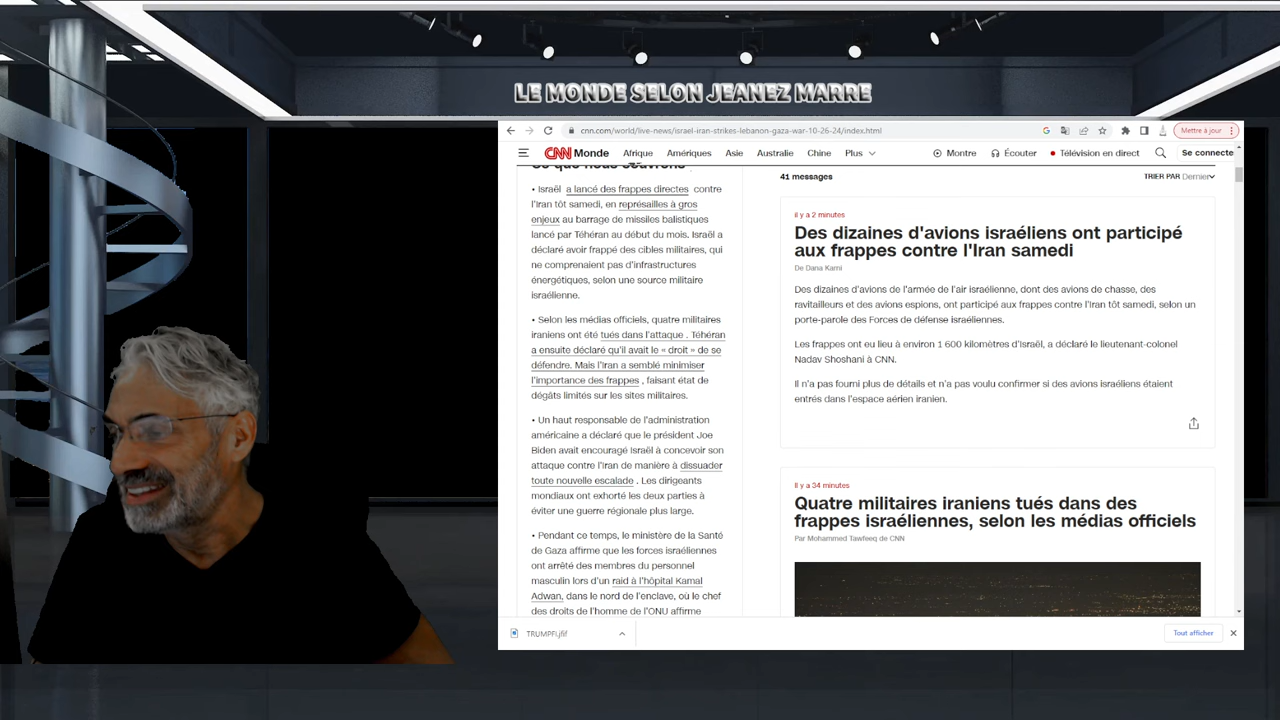 LE MONDE SELON JEANEZ MARRE
cnn.com/world/live-news/israel-iran-strikes-lebanon-gaza-war-10-26-24/index.html
Mettre à jour
CNN Monde Afrique Amériques Asie Australie Chine Plus Montre Écouter Télévision en direct Se connecte
Ce que nous couvrons
• Israël a lancé des frappes directes contre
l'Iran tôt samedi, en représailles à gros
enjeux au barrage de missiles balistiques
lancé par Téhéran au début du mois. Israël a
déclaré avoir frappé des cibles militaires, qui
ne comprenaient pas d'infrastructures
énergétiques, selon une source militaire
israélienne.
• Selon les médias officiels, quatre militaires
iraniens ont été tués dans l'attaque . Téhéran
a ensuite déclaré qu'il avait le « droit » de se
défendre. Mais l'Iran a semblé minimiser
l'importance des frappes , faisant état de
dégâts limités sur les sites militaires.
• Un haut responsable de l'administration
américaine a déclaré que le président Joe
Biden avait encouragé Israël à concevoir son
attaque contre l'Iran de manière à dissuader
toute nouvelle escalade . Les dirigeants
mondiaux ont exhorté les deux parties à
éviter une guerre régionale plus large.
• Pendant ce temps, le ministère de la Santé
de Gaza affirme que les forces israéliennes
ont arrêté des membres du personnel
masculin lors d'un raid à l'hôpital Kamal
Adwan, dans le nord de l'enclave, où le chef
des droits de l'homme de l'ONU affirme
41 messages
TRIER PAR Dernier
il y a 2 minutes
Des dizaines d'avions israéliens ont participé
aux frappes contre l'Iran samedi
De Dana Karni
Des dizaines d'avions de l'armée de l'air israélienne, dont des avions de chasse, des
ravitailleurs et des avions espions, ont participé aux frappes contre l'Iran tôt samedi, selon un
porte-parole des Forces de défense israéliennes.
Les frappes ont eu lieu à environ 1 600 kilomètres d'Israël, a déclaré le lieutenant-colonel
Nadav Shoshani à CNN.
Il n'a pas fourni plus de détails et n'a pas voulu confirmer si des avions israéliens étaient
entrés dans l'espace aérien iranien.
Il y a 34 minutes
Quatre militaires iraniens tués dans des
frappes israéliennes, selon les médias officiels
Par Mohammed Tawfeeq de CNN
TRUMPFI.jfif
Tout afficher